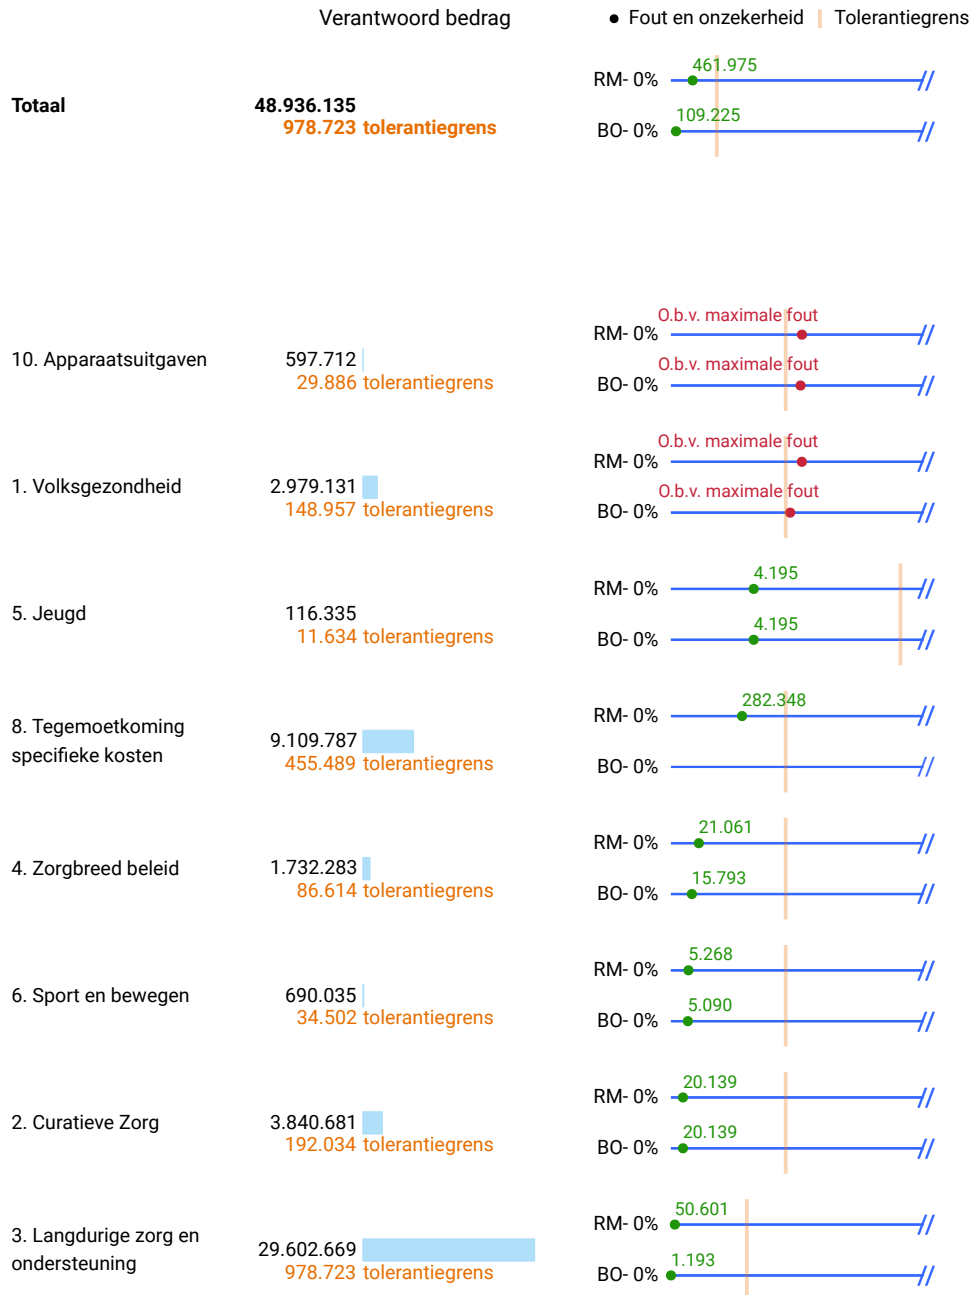 Verantwoord bedrag
Fout en onzekerheid
Tolerantiegrens
Totaal
48.936.135
978.723 tolerantiegrens
RM- 0%
461.975
BO- 0%
109.225
10. Apparaatsuitgaven
597.712
29.886 tolerantiegrens
RM- 0%
O.b.v. maximale fout
BO- 0%
O.b.v. maximale fout
1. Volksgezondheid
2.979.131
148.957 tolerantiegrens
RM- 0%
O.b.v. maximale fout
BO- 0%
O.b.v. maximale fout
5. Jeugd
116.335
11.634 tolerantiegrens
RM- 0%
4.195
BO- 0%
4.195
8. Tegemoetkoming
specifieke kosten
9.109.787
455.489 tolerantiegrens
RM- 0%
282.348
BO- 0%
4. Zorgbreed beleid
1.732.283
86.614 tolerantiegrens
RM- 0%
21.061
BO- 0%
15.793
6. Sport en bewegen
690.035
34.502 tolerantiegrens
RM- 0%
5.268
BO- 0%
5.090
2. Curatieve Zorg
3.840.681
192.034 tolerantiegrens
RM- 0%
20.139
BO- 0%
20.139
3. Langdurige zorg en
ondersteuning
29.602.669
978.723 tolerantiegrens
RM- 0%
50.601
BO- 0%
1.193